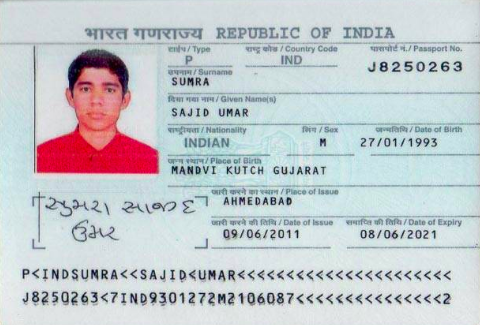 भारत गणराज्य REPUBLIC OF INDIA
टाईप / Type राष्ट्र कोड / Country Code पासपोर्ट नं. / Passport No.
P IND J8250263
उपनाम / Surname
SUMRA
दिया गया नाम / Given Name(s)
SAJID UMAR
राष्ट्रीयता / Nationality लिंग / Sex जन्मतिथि / Date of Birth
INDIAN M 27/01/1993
जन्म स्थान / Place of Birth
MANDVI KUTCH GUJARAT
जारी करने का स्थान / Place of Issue
AHMEDABAD
जारी करने की तिथि / Date of Issue समाप्ति की तिथि / Date of Expiry
09/06/2011 08/06/2021
સુમરા સાજીદ
ઉમર
P<INDSUMRA<<SAJID<UMAR<<<<<<<<<<<<<<<<<<<<<<
J8250263<7IND9301272M2106087<<<<<<<<<<<<<<<2